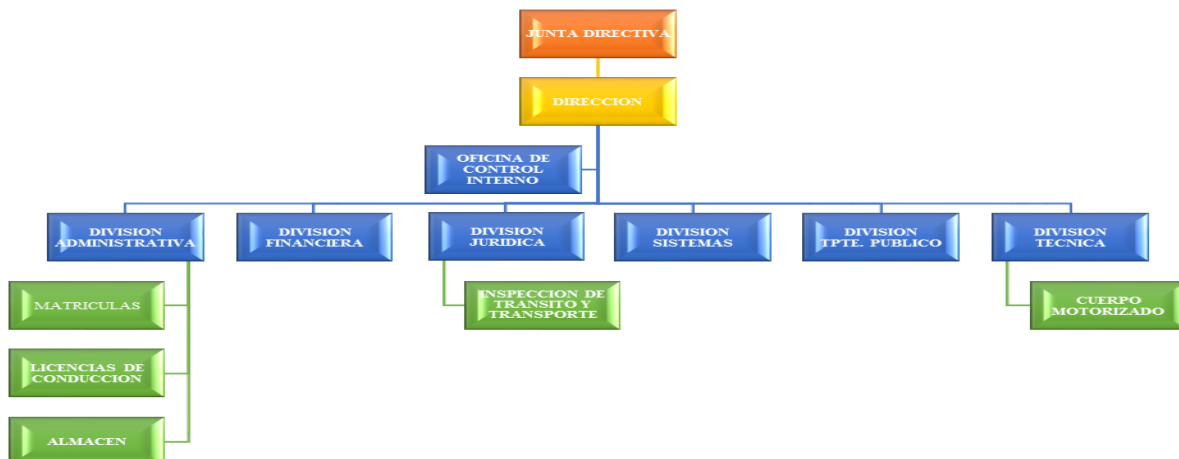 JUNTA DIRECTIVA
DIRECCION
OFICINA DE
CONTROL
INTERNO
DIVISION
ADMINISTRATIVA
DIVISION
FINANCIERA
DIVISION
JURIDICA
DIVISION
SISTEMAS
DIVISION
TPTE. PUBLICO
DIVISION
TECNICA
MATRICULAS
INSPECCION DE
TRANSITO Y
TRANSPORTE
CUERPO
MOTORIZADO
LICENCIAS DE
CONDUCCION
ALMACEN